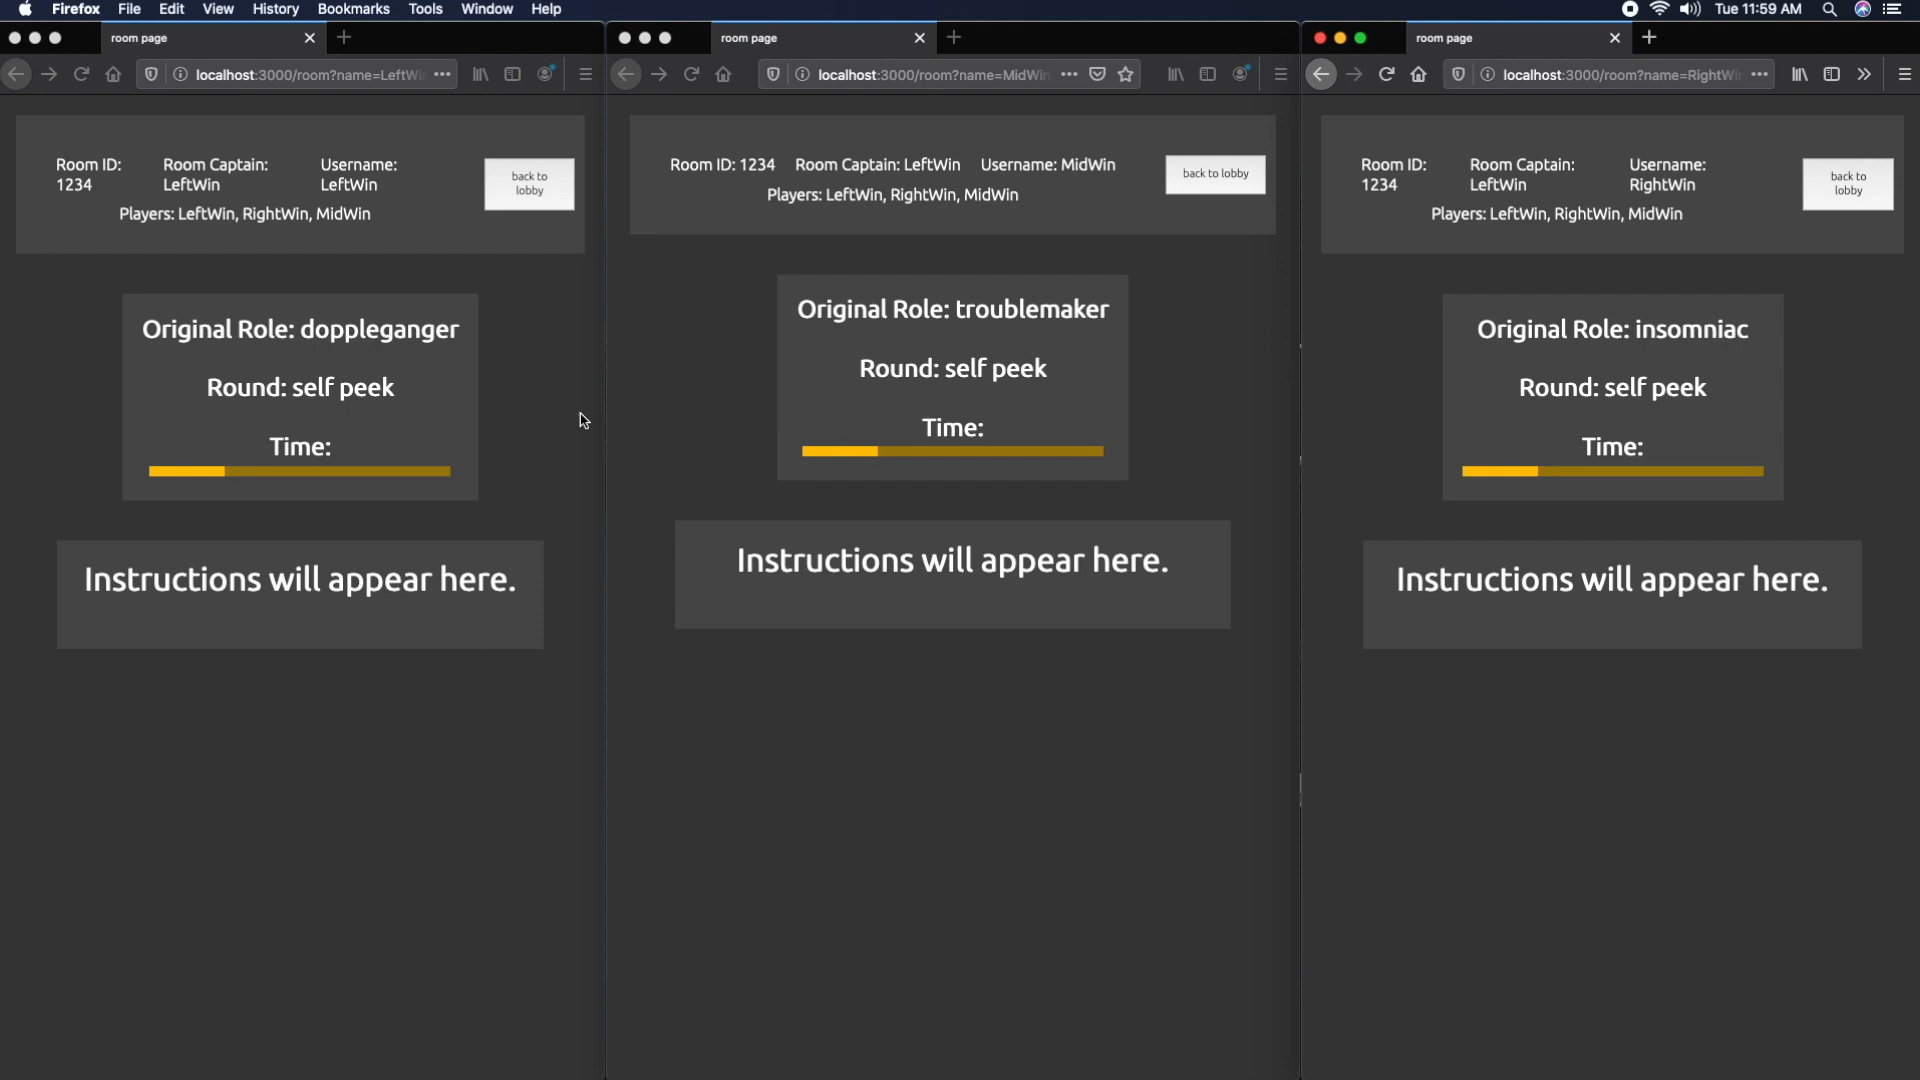 Firefox File Edit View History Bookmarks Tools Window Help
Tue 11:59 AM
room page
localhost:3000/room?name=LeftWi
Room ID: 1234
Room Captain: LeftWin
Username: LeftWin
back to lobby
Players: LeftWin, RightWin, MidWin
Original Role: doppleganger
Round: self peek
Time:
Instructions will appear here.
room page
localhost:3000/room?name=MidWin
Room ID: 1234 Room Captain: LeftWin Username: MidWin
back to lobby
Players: LeftWin, RightWin, MidWin
Original Role: troublemaker
Round: self peek
Time:
Instructions will appear here.
room page
localhost:3000/room?name=RightWi
Room ID: 1234
Room Captain: LeftWin
Username: RightWin
back to lobby
Players: LeftWin, RightWin, MidWin
Original Role: insomniac
Round: self peek
Time:
Instructions will appear here.